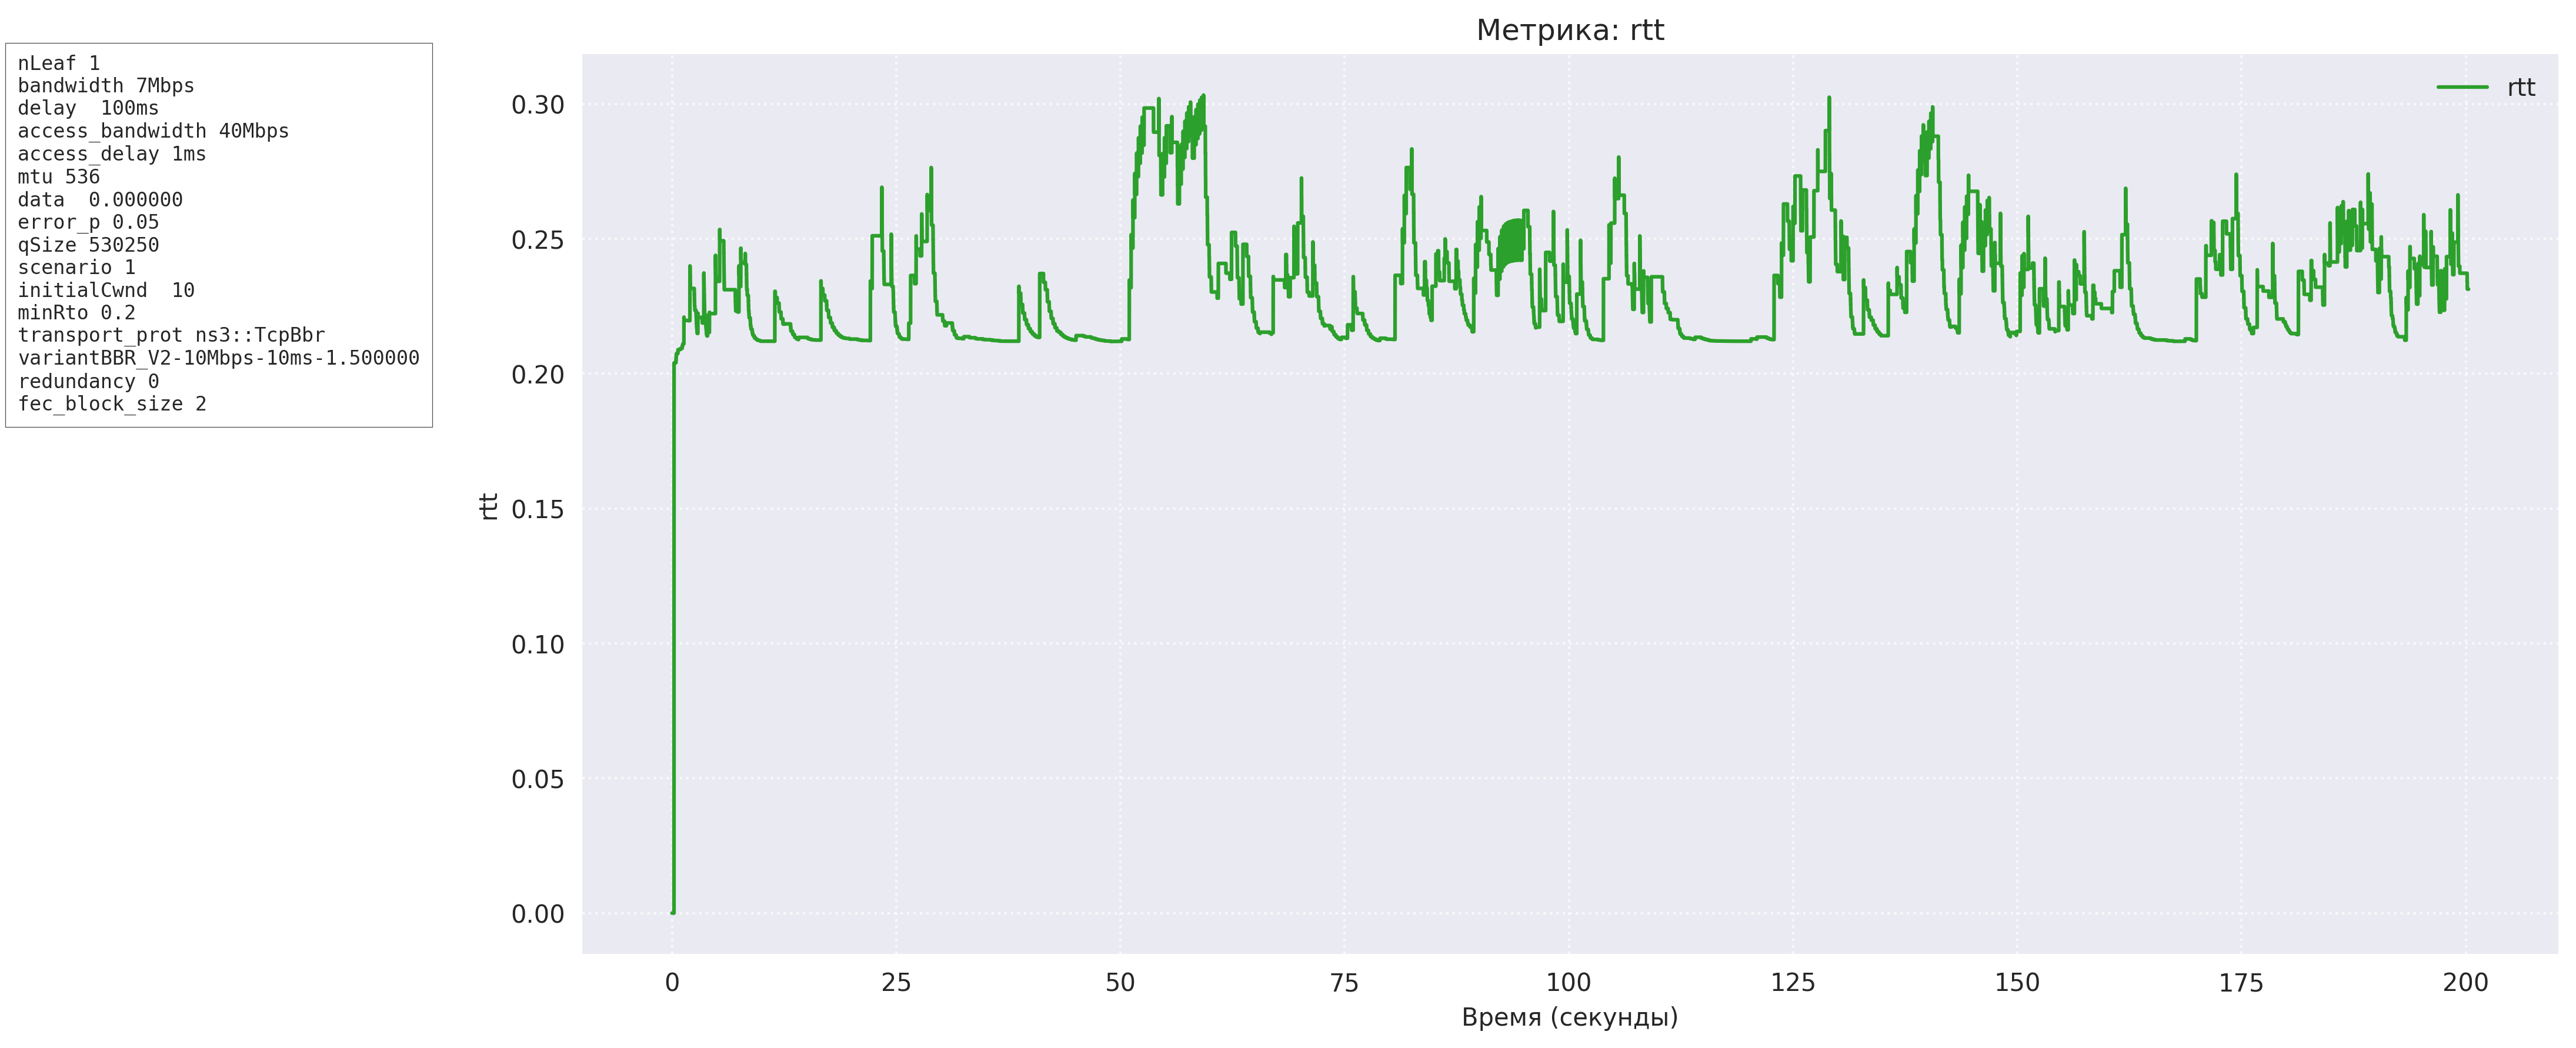 Метрика: rtt
nLeaf 1
bandwidth 7Mbps
delay  100ms
access_bandwidth 40Mbps
access_delay 1ms
mtu 536
data  0.000000
error_p 0.05
qSize 530250
scenario 1
initialCwnd  10
minRto 0.2
transport_prot ns3::TcpBbr
variantBBR_V2-10Mbps-10ms-1.500000
redundancy 0
fec_block_size 2
rtt
0.30
0.25
0.20
0.15
0.10
0.05
0.00
rtt
0 25 50 75 100 125 150 175 200
Время (секунды)